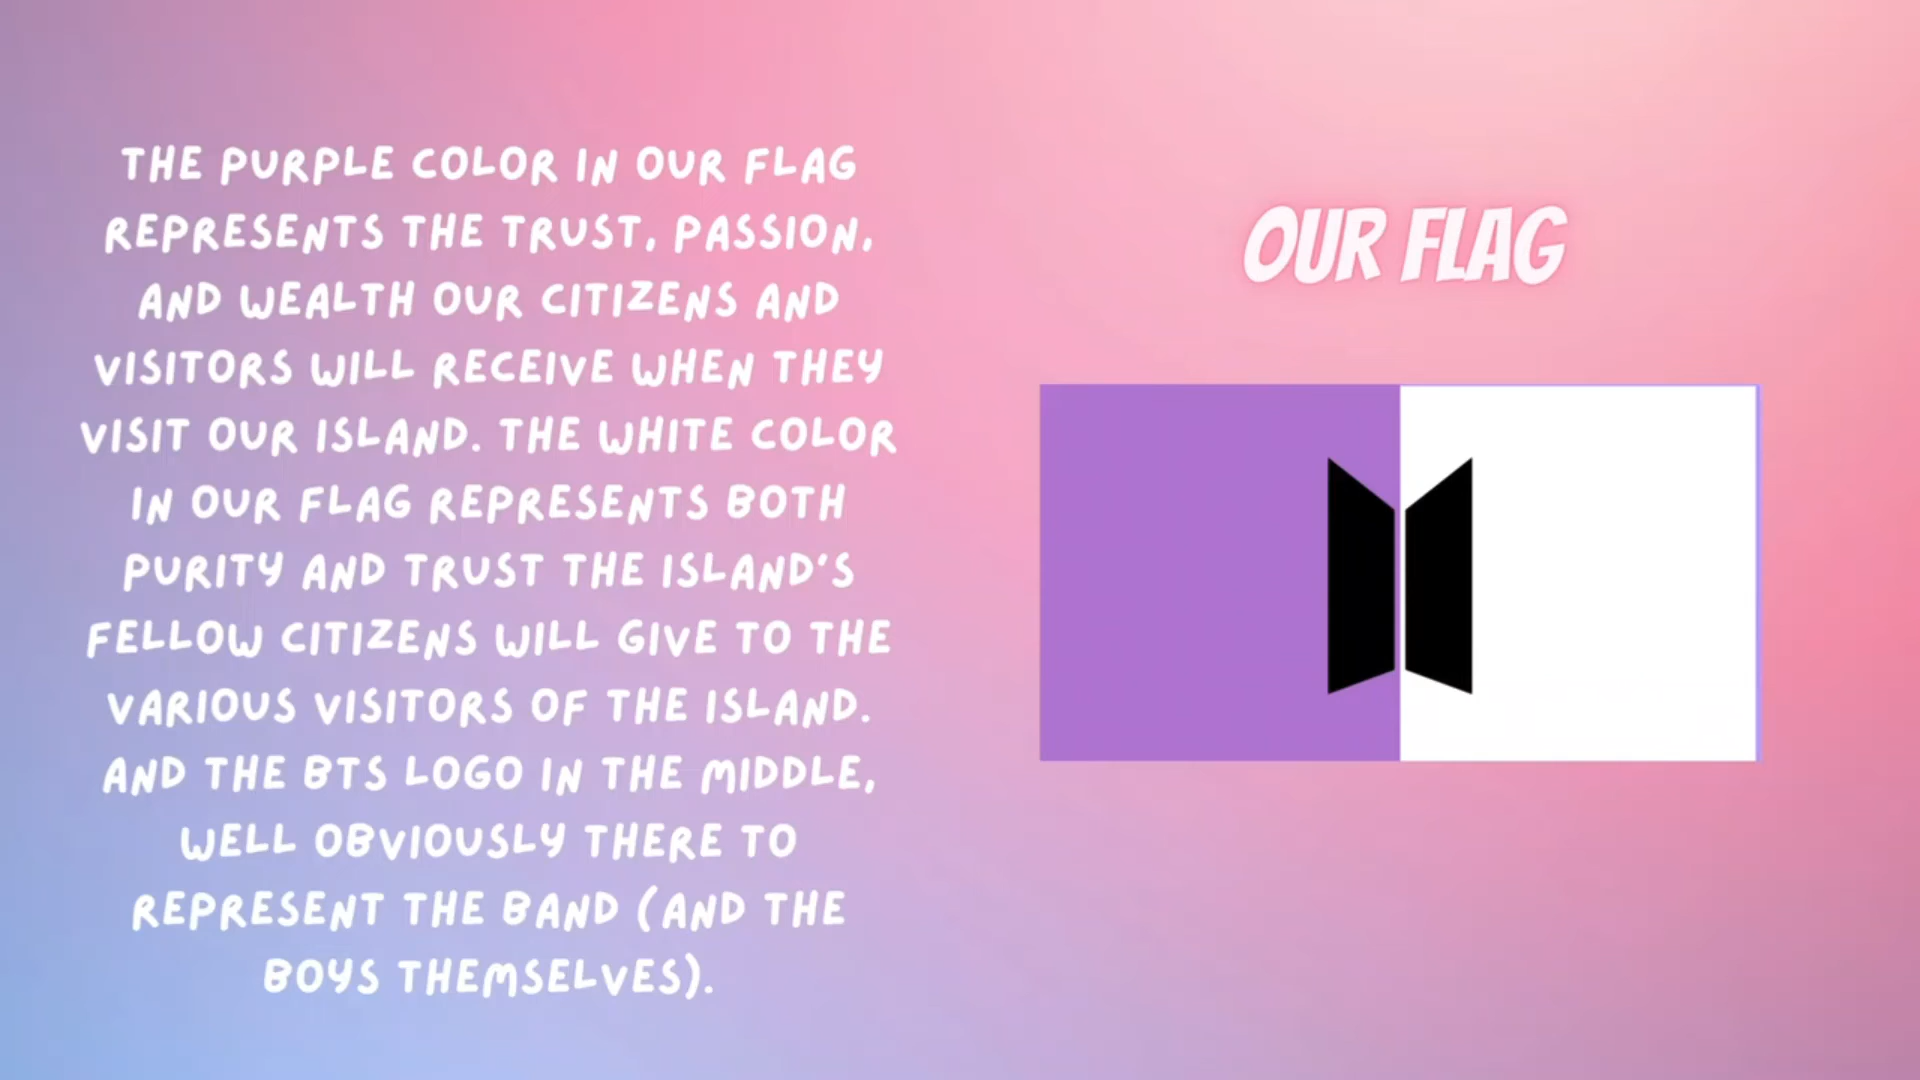 THE PURPLE COLOR IN OUR FLAG
REPRESENTS THE TRUST, PASSION,
AND WEALTH OUR CITIZENS AND
VISITORS WILL RECEIVE WHEN THEY
VISIT OUR ISLAND. THE WHITE COLOR
IN OUR FLAG REPRESENTS BOTH
PURITY AND TRUST THE ISLAND'S
FELLOW CITIZENS WILL GIVE TO THE
VARIOUS VISITORS OF THE ISLAND.
AND THE BTS LOGO IN THE MIDDLE,
WELL OBVIOUSLY THERE TO
REPRESENT THE BAND (AND THE
BOYS THEMSELVES).
OUR FLAG